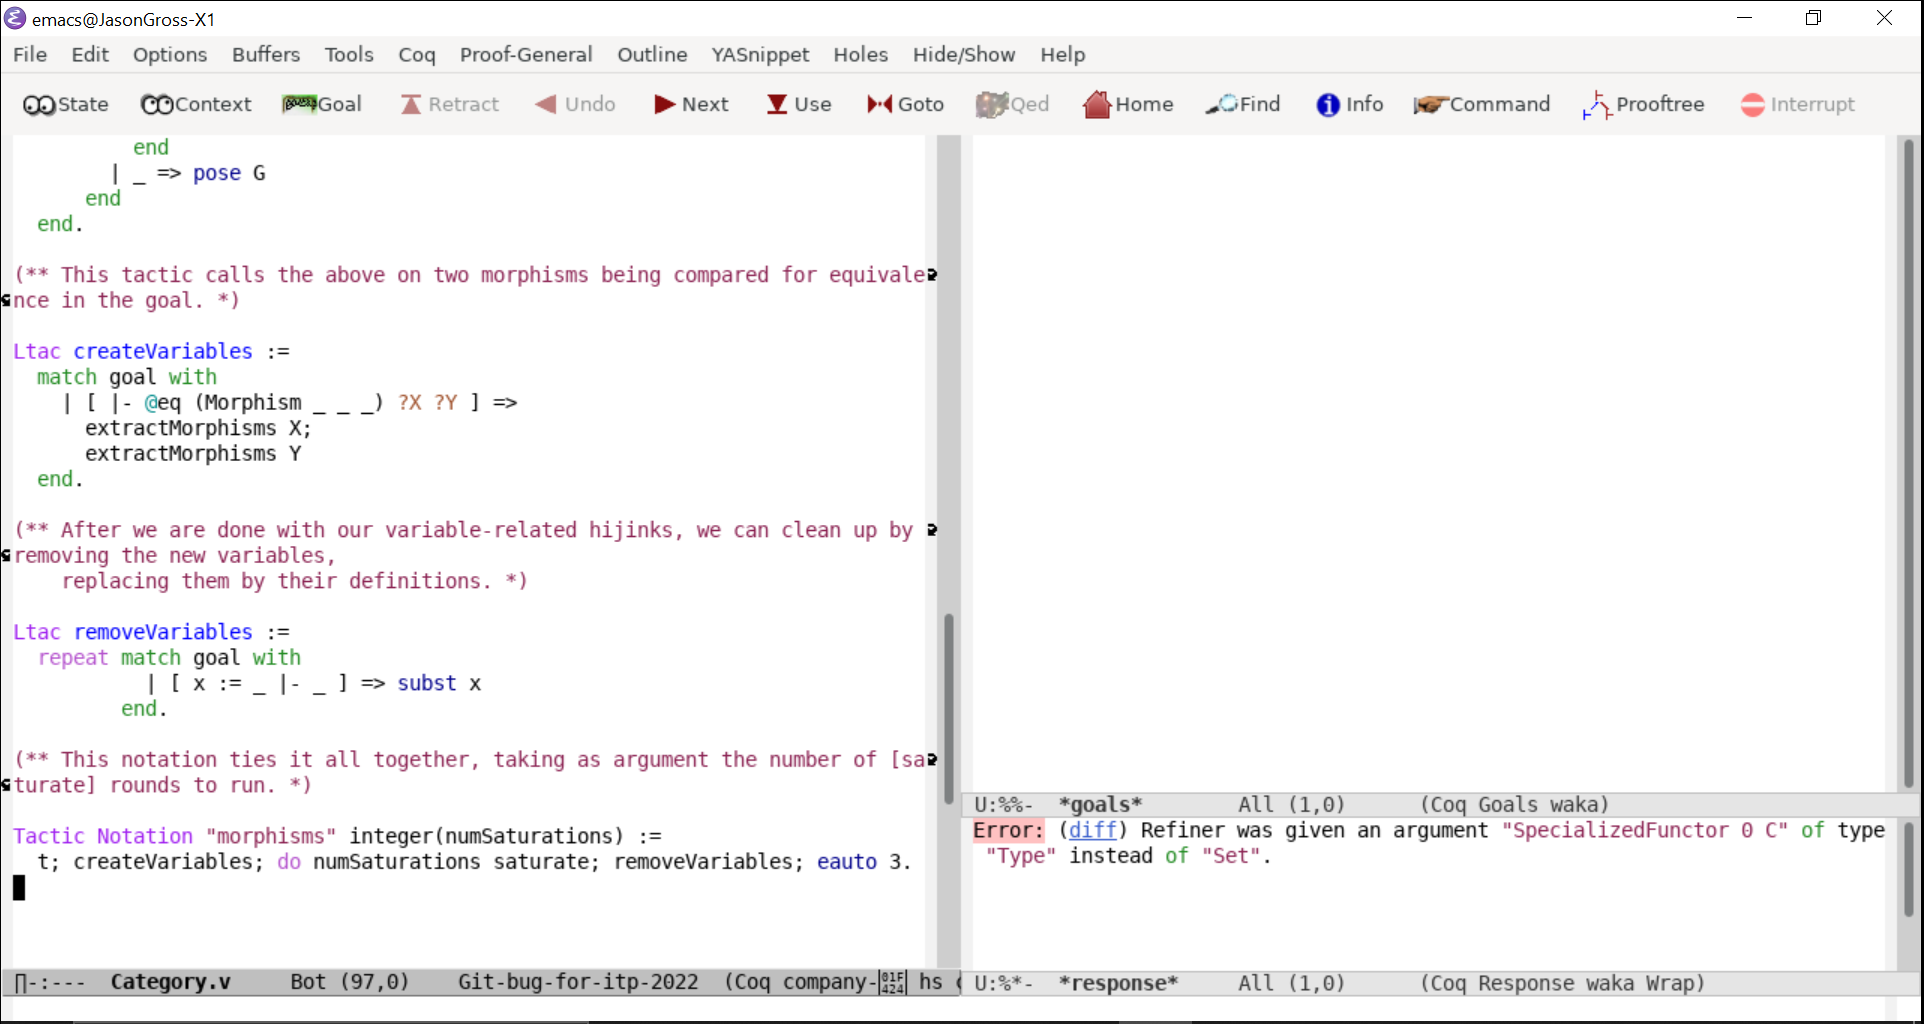 emacs@JasonGross-X1
File Edit Options Buffers Tools Coq Proof-General Outline YASnippet Holes Hide/Show Help
State Context Goal Retract Undo Next Use Goto Qed Home Find Info Command Prooftree Interrupt
end
| _ => pose G
end
end.
(** This tactic calls the above on two morphisms being compared for equivale
nce in the goal. *)
Ltac createVariables :=
match goal with
| [ |- @eq (Morphism _ _ _) ?X ?Y ] =>
extractMorphisms X;
extractMorphisms Y
end.
(** After we are done with our variable-related hijinks, we can clean up by
removing the new variables,
replacing them by their definitions. *)
Ltac removeVariables :=
repeat match goal with
| [ x := _ |- _ ] => subst x
end.
(** This notation ties it all together, taking as argument the number of [sa
turate] rounds to run. *)
Tactic Notation "morphisms" integer(numSaturations) :=
t; createVariables; do numSaturations saturate; removeVariables; eauto 3.
-:--- Category.v Bot (97,0) Git-bug-for-itp-2022 (Coq company- 01F424 hs
U:%%- *goals* All (1,0) (Coq Goals waka)
Error: (diff) Refiner was given an argument "SpecializedFunctor 0 C" of type
"Type" instead of "Set".
U:%*- *response* All (1,0) (Coq Response waka Wrap)